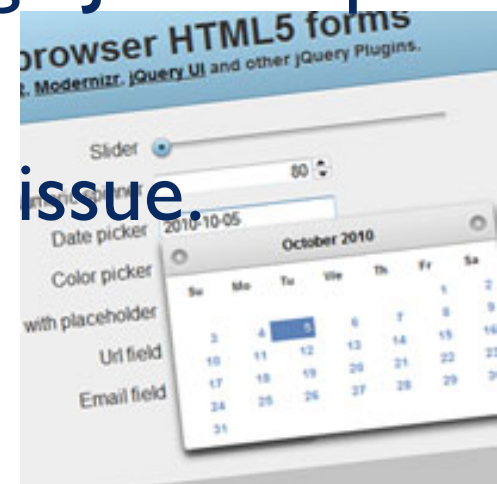 browser HTML5 forms
Modernizr, jQuery UI and other jQuery Plugins.
Slider
80
issue.
Date picker 2010-10-05
October 2010
Color picker
Su Mo Tu We Th Fr Sa
1 2
with placeholder
3 4 5 6 7 8 9
Url field
10 11 12 13 14 15 16
Email field
17 18 19 20 21 22 23
24 25 26 27 28 29 30
31